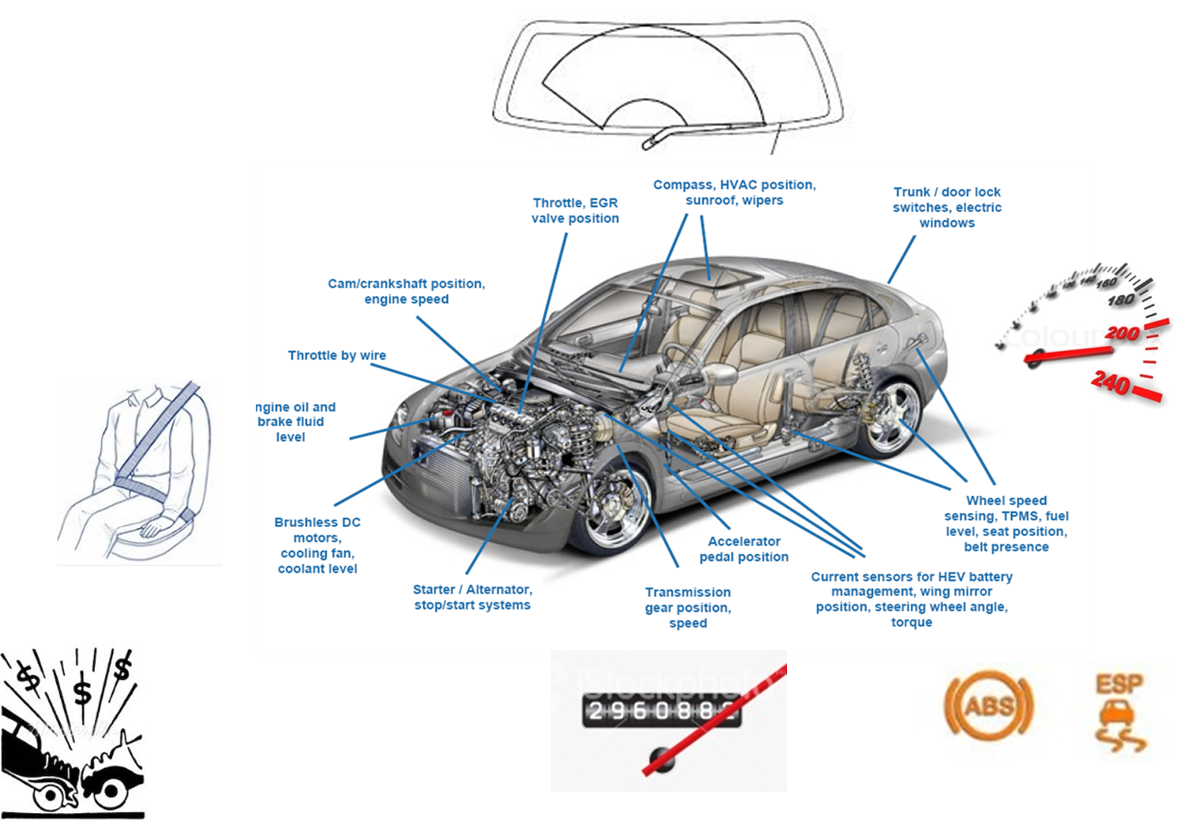 Compass, HVAC position,
sunroof, wipers
Trunk / door lock
switches, electric
windows
Throttle, EGR
valve position
Cam/crankshaft position,
engine speed
Throttle by wire
ngine oil and
brake fluid
level
Brushless DC
motors,
cooling fan,
coolant level
Starter / Alternator,
stop/start systems
Transmission
gear position,
speed
Accelerator
pedal position
Current sensors for HEV battery
management, wing mirror
position, steering wheel angle,
torque
Wheel speed
sensing, TPMS, fuel
level, seat position,
belt presence
160
180
200
240
$ $ $
iStockphoto
296088
ABS
ESP